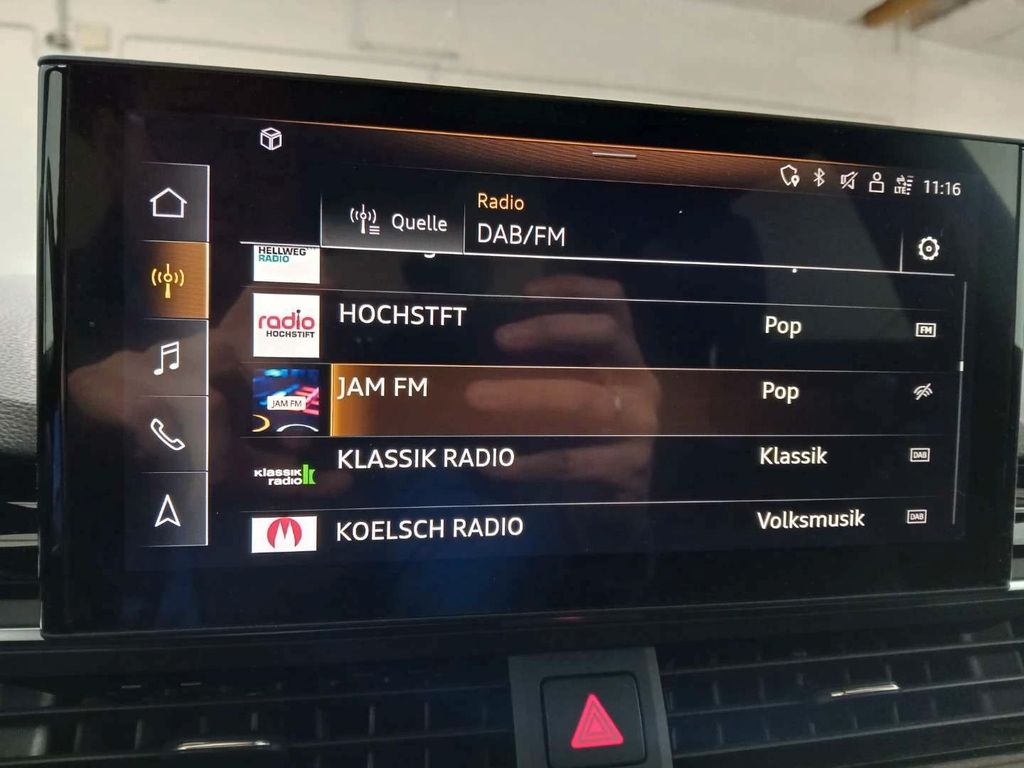 LTE
11:16
Quelle
Radio
DAB/FM
HELLWEG
RADIO
radio
HOCHSTIFT
HOCHSTFT
Pop
FM
JAM FM
JAM FM
Pop
klassik
radio
KLASSIK RADIO
Klassik
DAB
KOELSCH RADIO
Volksmusik
DAB